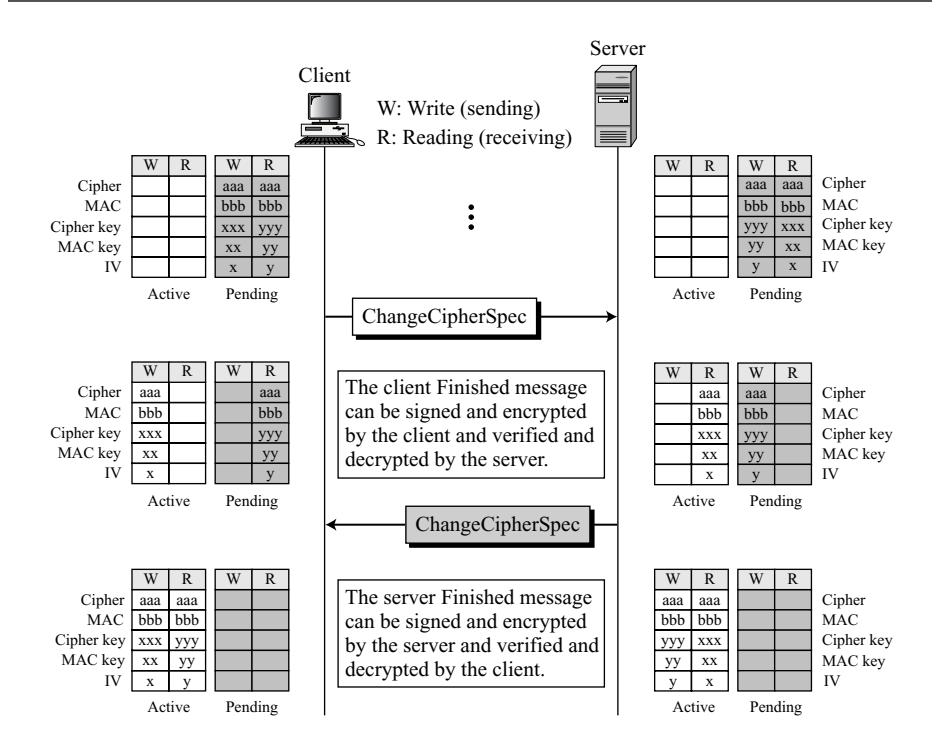 Server
Client
W: Write (sending)
R: Reading (receiving)
W R W R
Cipher aaa aaa
MAC bbb bbb
Cipher key xxx yyy
MAC key xx yy
IV x y
Active Pending
W R W R
aaa aaa Cipher
bbb bbb MAC
yyy xxx Cipher key
yy xx MAC key
y x IV
Active Pending
ChangeCipherSpec
W R W R
Cipher aaa aaa
MAC bbb bbb
Cipher key xxx yyy
MAC key xx yy
IV x y
Active Pending
The client Finished message
can be signed and encrypted
by the client and verified and
decrypted by the server.
W R W R
aaa aaa Cipher
bbb bbb MAC
xxx yyy Cipher key
xx yy MAC key
x y IV
Active Pending
ChangeCipherSpec
W R W R
Cipher aaa aaa
MAC bbb bbb
Cipher key xxx yyy
MAC key xx yy
IV x y
Active Pending
The server Finished message
can be signed and encrypted
by the server and verified and
decrypted by the client.
W R W R
aaa aaa Cipher
bbb bbb MAC
yyy xxx Cipher key
yy xx MAC key
y x IV
Active Pending